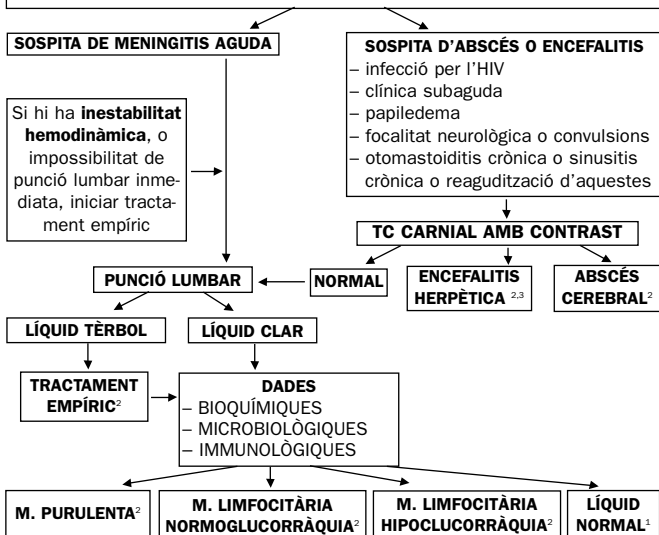 SOSPITA DE MENINGITIS AGUDA
SOSPITA D'ABSCÉS O ENCEFALITIS
– infecció per l'HIV
– clínica subaguda
– papiledema
– focalitat neurològica o convulsions
– otomastoiditis crònica o sinusitis
crònica o reagudització d'aquestes
Si hi ha inestabilitat
hemodinàmica, o
impossibilitat de
punció lumbar inme-
diata, iniciar tracta-
ment empíric
TC CARNIAL AMB CONTRAST
PUNCIÓ LUMBAR
NORMAL
ENCEFALITIS
HERPÈTICA 2,3
ABSCÉS
CEREBRAL2
LÍQUID TÈRBOL
LÍQUID CLAR
TRACTAMENT
EMPÍRIC2
DADES
– BIOQUÍMIQUES
– MICROBIOLÒGIQUES
– IMMUNOLÒGIQUES
M. PURULENTA2
M. LIMFOCITÀRIA
NORMOGLUCORRÀQUIA2
M. LIMFOCITÀRIA
HIPOCLUCORRÀQUIA2
LÍQUID
NORMAL1